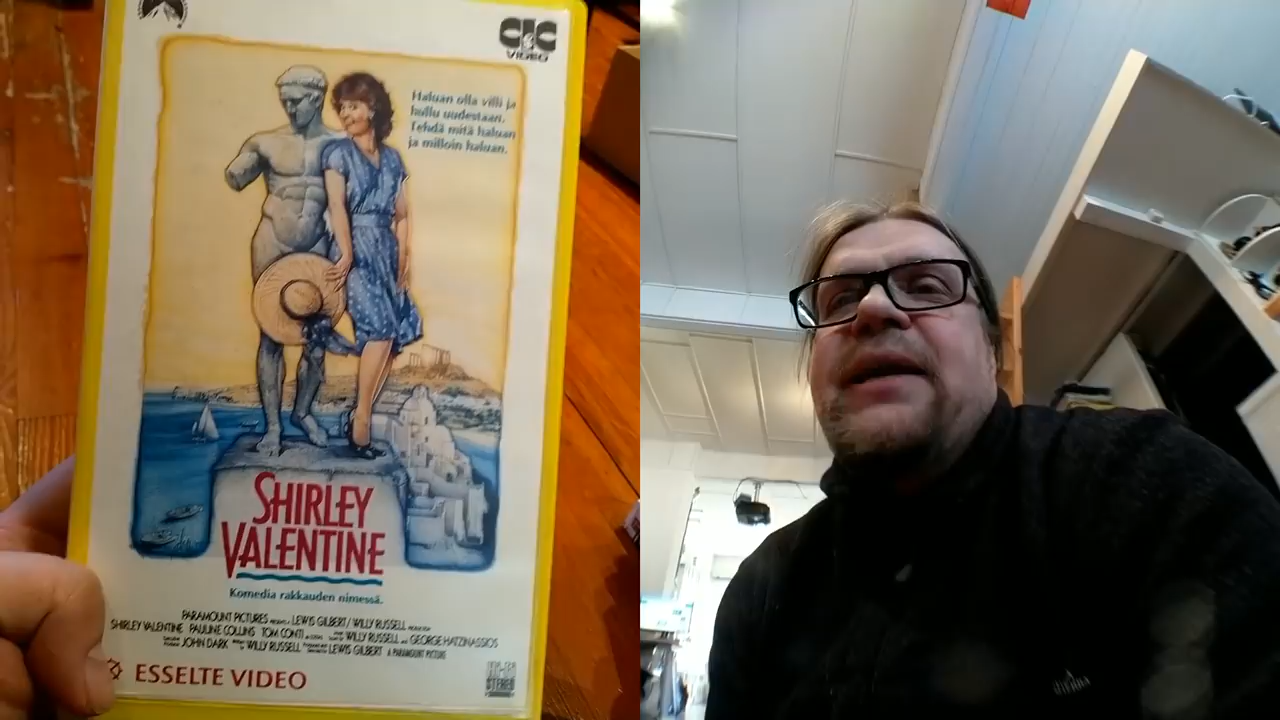 CIC
VIDEO
Haluan olla villi ja
hullu uudestaan.
Tehdä mitä haluan
ja milloin haluan.
SHIRLEY
VALENTINE
Komedia rakkauden nimessä.
PARAMOUNT PICTURES LEWIS GILBERT/WILLY RUSSELL
SHIRLEY VALENTINE PAULINE COLLINS TOM CONTI WILLY RUSSELL AND GEORGE HATZINASSIOS
JOHN DARK WILLY RUSSELL LEWIS GILBERT A PARAMOUNT PICTURE
ESSELTE VIDEO
STEREO